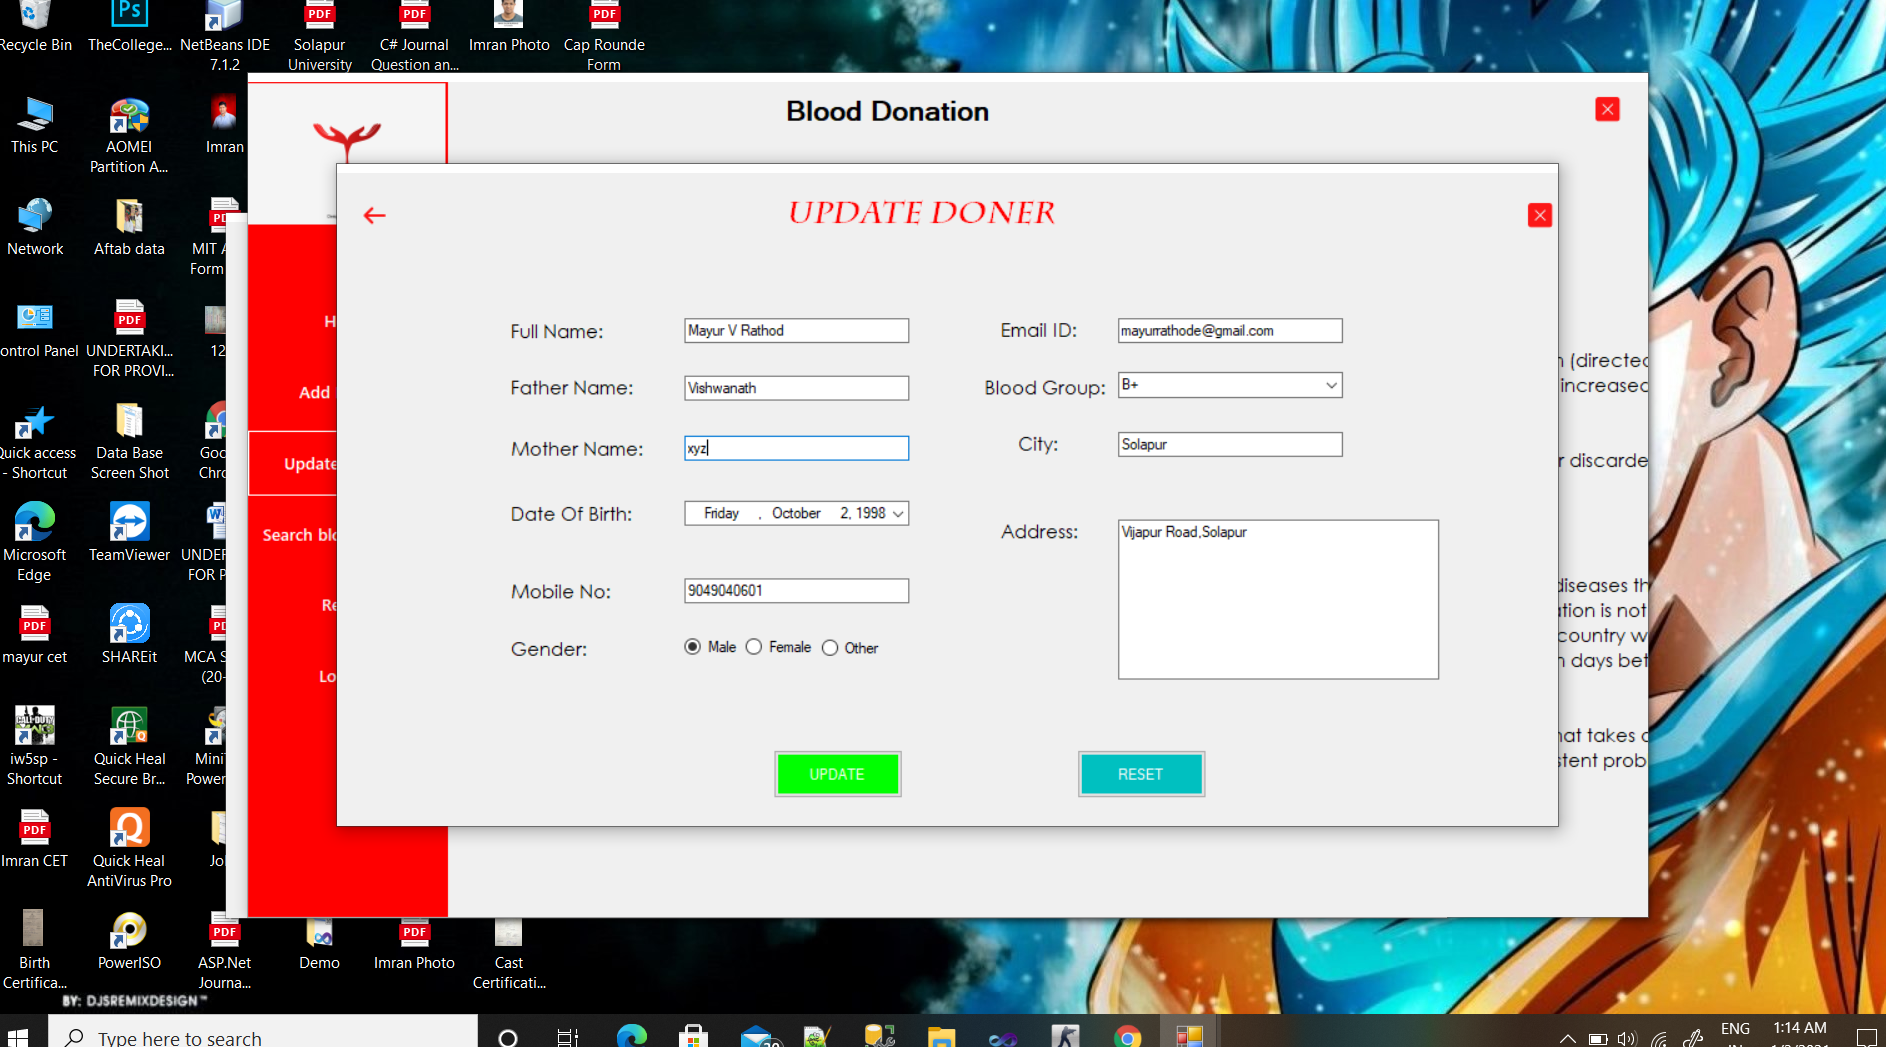 Recycle Bin
TheCollege...
NetBeans IDE
7.1.2
Solapur
University
C# Journal
Question an...
Imran Photo
Cap Rounde
Form
This PC
AOMEI
Partition A...
Imran
Network
Aftab data
MIT A
Form
ontrol Panel
UNDERTAKI...
FOR PROVI...
12
Quick access
- Shortcut
Data Base
Screen Shot
Goo
Chro
Microsoft
Edge
TeamViewer
UNDER
FOR P
mayur cet
SHAREit
MCA S
(20-
iw5sp -
Shortcut
Quick Heal
Secure Br...
Mini
Power
Imran CET
Quick Heal
AntiVirus Pro
Jol
Birth
Certifica...
PowerISO
ASP.Net
Journa...
Demo
Imran Photo
Cast
Certificati...
BY: DJSREMIXDESIGN™
Blood Donation
H
Add
Update
Search blo
Re
Lo
UPDATE DONER
Full Name:
Mayur V Rathod
Email ID:
mayurrathode@gmail.com
Father Name:
Vishwanath
Blood Group:
B+
Mother Name:
xyz
City:
Solapur
Date Of Birth:
Friday , October 2, 1998
Address:
Vijapur Road,Solapur
Mobile No:
9049040601
Gender:
Male
Female
Other
UPDATE
RESET
n (directed
increased
r discarde
diseases th
ation is not
country w
n days bet
hat takes
stent prob
Type here to search
ENG
1:14 AM